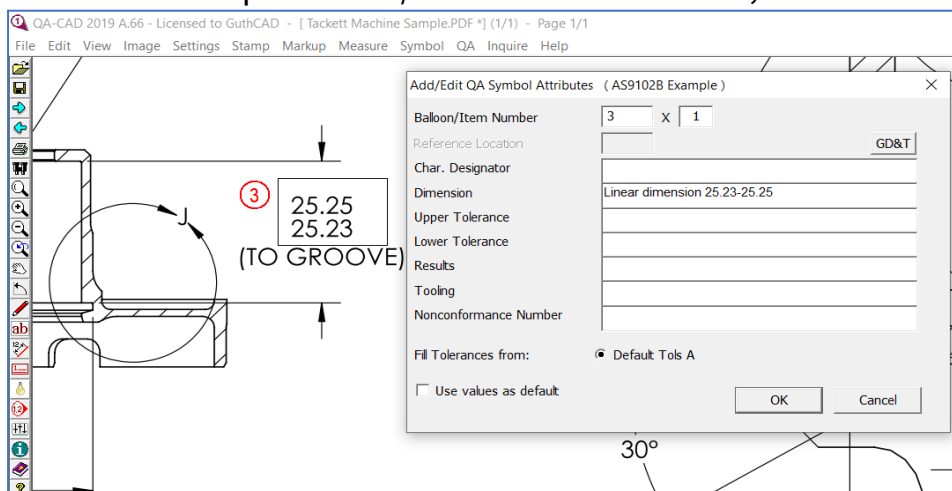 QA-CAD 2019 A.66 - Licensed to GuthCAD - [ Tackett Machine Sample.PDF *] (1/1) - Page 1/1
File Edit View Image Settings Stamp Markup Measure Symbol QA Inquire Help
Add/Edit QA Symbol Attributes ( AS9102B Example )
Balloon/Item Number 3 X 1
Reference Location GD&T
Char. Designator
Dimension Linear dimension 25.23-25.25
Upper Tolerance
Lower Tolerance
Results
Tooling
Nonconformance Number
Fill Tolerances from: Default Tols A
Use values as default
OK Cancel
3
25.25
25.23
(TO GROOVE)
J
30°
ab